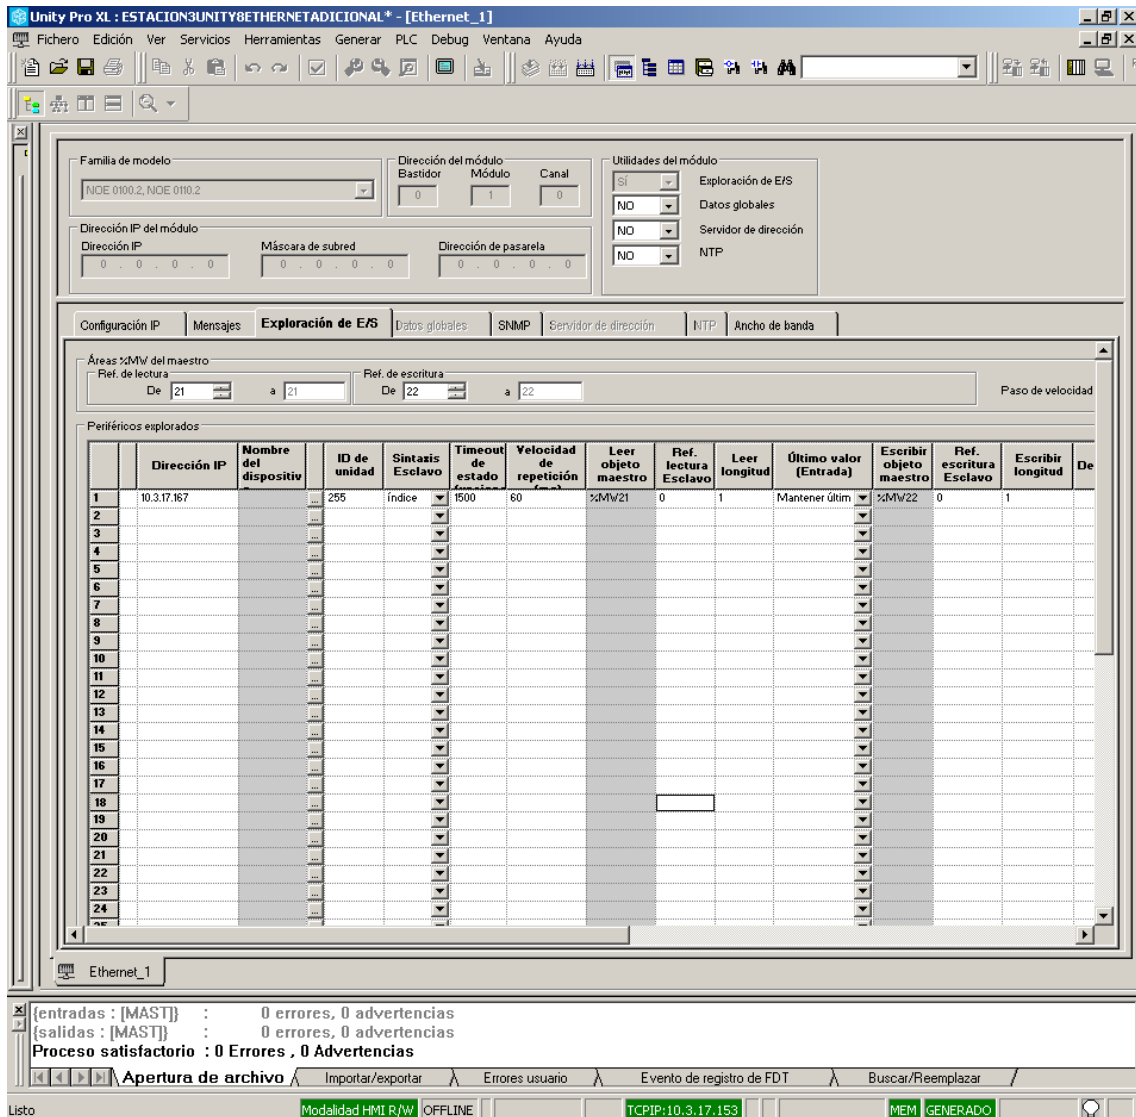 Unity Pro XL : ESTACION3UNITY8ETHERNETADICIONAL* - [Ethernet_1]
Fichero Edición Ver Servicios Herramientas Generar PLC Debug Ventana Ayuda
Familia de modelo
NOE 0100.2, NOE 0110.2
Dirección del módulo
Bastidor Módulo Canal
0 1 0
Utilidades del módulo
SÍ Exploración de E/S
NO Datos globales
NO Servidor de dirección
NO NTP
Dirección IP del módulo
Dirección IP Máscara de subred Dirección de pasarela
0 . 0 . 0 . 0 0 . 0 . 0 . 0 0 . 0 . 0 . 0
Configuración IP Mensajes Exploración de E/S Datos globales SNMP Servidor de dirección NTP Ancho de banda
Áreas %MW del maestro
Ref. de lectura Ref. de escritura
De 21 a 21 De 22 a 22 Paso de velocidad
Periféricos explorados
Dirección IP
Nombre del dispositiv
ID de unidad
Sintaxis Esclavo
Timeout de estado
Velocidad de repetición
Leer objeto maestro
Ref. lectura Esclavo
Leer longitud
Último valor (Entrada)
Escribir objeto maestro
Ref. escritura Esclavo
Escribir longitud
De
1 10.3.17.167 ... 255 índice 1500 60 %MW21 0 1 Mantener últim %MW22 0 1
2 ...
3 ...
4 ...
5 ...
6 ...
7 ...
8 ...
9 ...
10 ...
11 ...
12 ...
13 ...
14 ...
15 ...
16 ...
17 ...
18 ...
19 ...
20 ...
21 ...
22 ...
23 ...
24 ...
Ethernet_1
{entradas : [MAST]} : 0 errores, 0 advertencias
{salidas : [MAST]} : 0 errores, 0 advertencias
Proceso satisfactorio : 0 Errores , 0 Advertencias
Apertura de archivo Importar/exportar Errores usuario Evento de registro de FDT Buscar/Reemplazar
Listo Modalidad HMI R/W OFFLINE TCPIP:10.3.17.153 MEM GENERADO